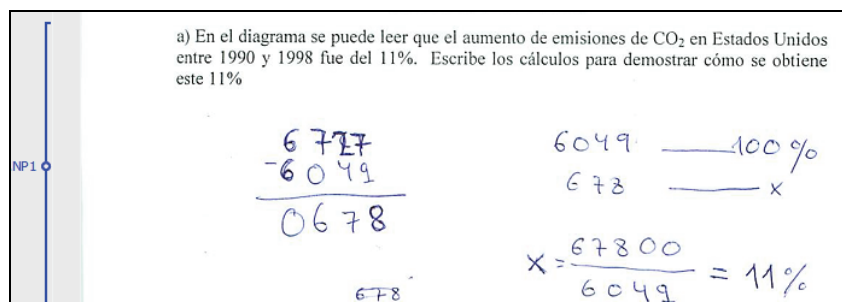 a) En el diagrama se puede leer que el aumento de emisiones de CO₂ en Estados Unidos
entre 1990 y 1998 fue del 11%. Escribe los cálculos para demostrar cómo se obtiene
este 11%
NP1
6727
-6049
0678
678
6049 100%
678 x
x = 67800 / 6049 = 11%